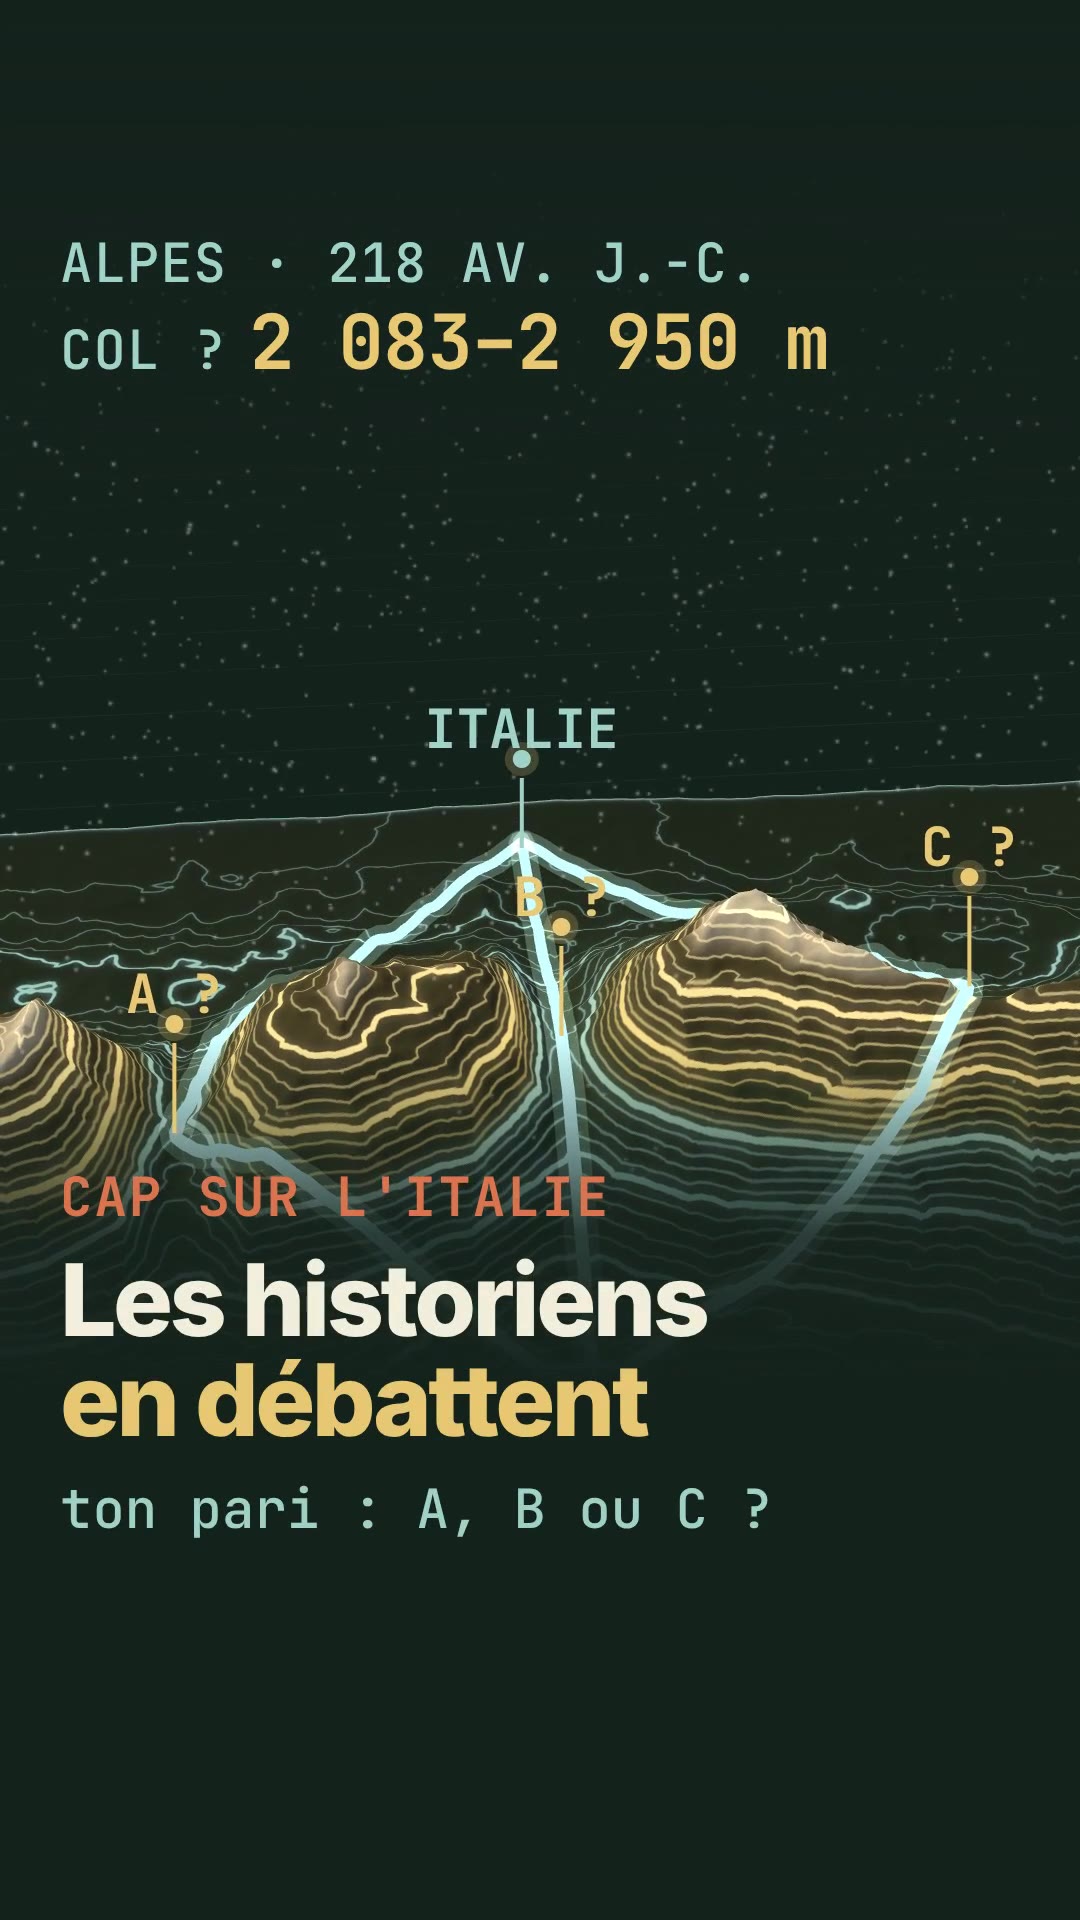 ALPES · 218 AV. J.-C.
COL ? 2 083–2 950 m
ITALIE
C ?
B ?
A ?
CAP SUR L'ITALIE
Les historiens
en débattent
ton pari : A, B ou C ?